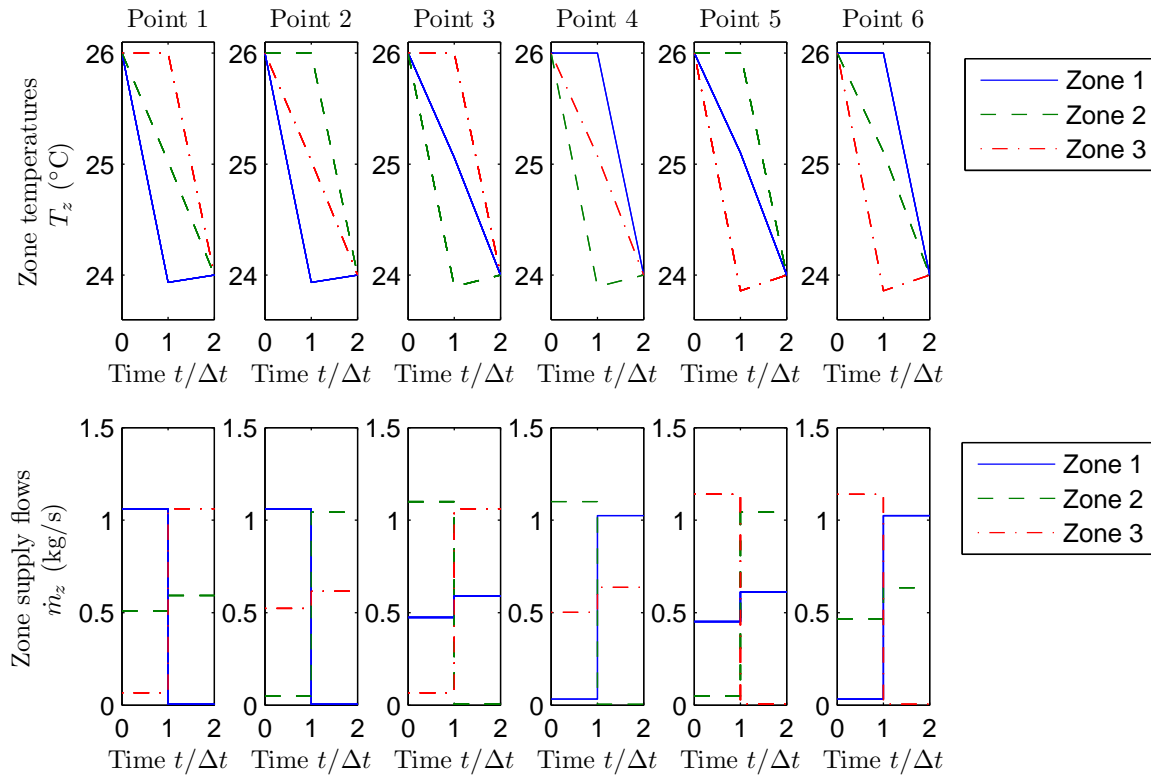 Point 1 Point 2 Point 3 Point 4 Point 5 Point 6
Zone temperatures
T_z (°C)
26 26 26 26 26 26
25 25 25 25 25 25
24 24 24 24 24 24
0 1 2 0 1 2 0 1 2 0 1 2 0 1 2 0 1 2
Time t/Δt Time t/Δt Time t/Δt Time t/Δt Time t/Δt Time t/Δt
Zone 1
Zone 2
Zone 3
Zone supply flows
ṁ_z (kg/s)
1.5 1.5 1.5 1.5 1.5 1.5
1 1 1 1 1 1
0.5 0.5 0.5 0.5 0.5 0.5
0 0 0 0 0 0
0 1 2 0 1 2 0 1 2 0 1 2 0 1 2 0 1 2
Time t/Δt Time t/Δt Time t/Δt Time t/Δt Time t/Δt Time t/Δt
Zone 1
Zone 2
Zone 3